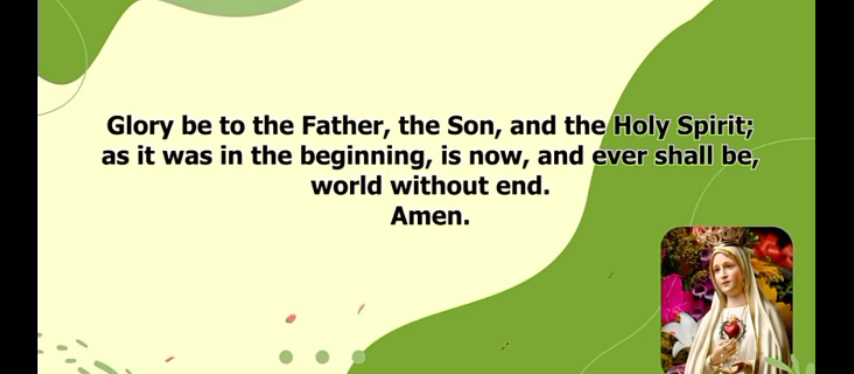 Glory be to the Father, the Son, and the Holy Spirit;
as it was in the beginning, is now, and ever shall be,
world without end.
Amen.